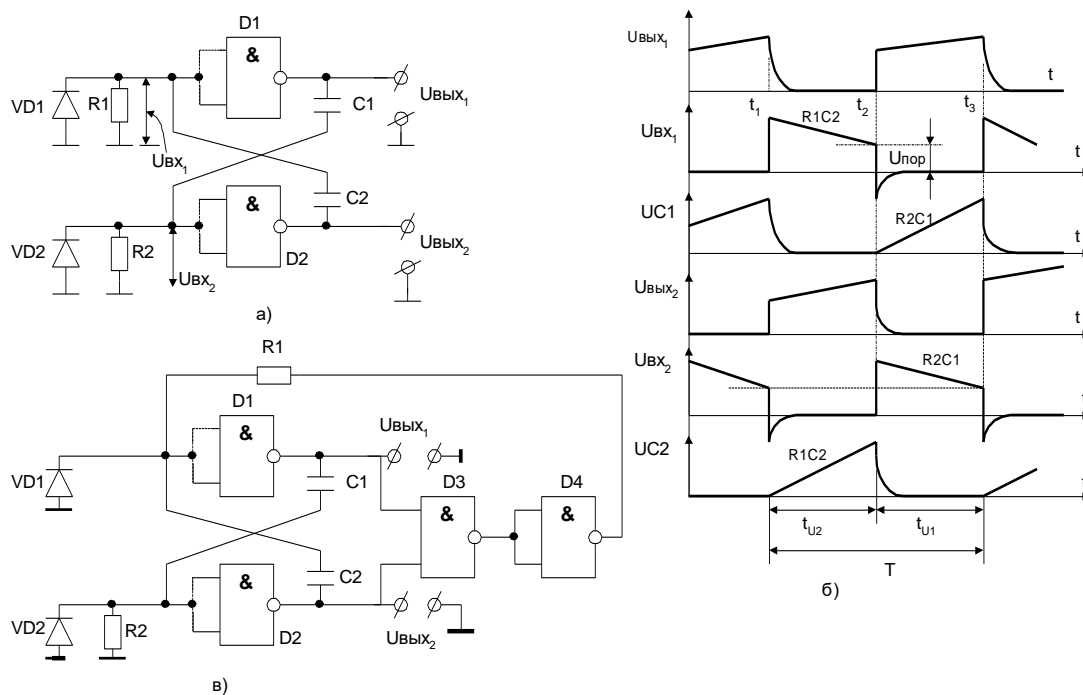 D1
&
VD1
R1
Uвх1
C1
Uвых1
&
C2
VD2
R2
Uвх2
D2
Uвых2
а)
R1
D1
&
VD1
C1
Uвых1
D3
&
D4
&
&
C2
VD2
R2
D2
Uвых2
в)
Uвых1
t
t1
t2
t3
Uвх1
R1C2
Uпор
t
UC1
R2C1
t
Uвых2
t
Uвх2
R2C1
t
UC2
R1C2
t
tU2
tU1
T
б)